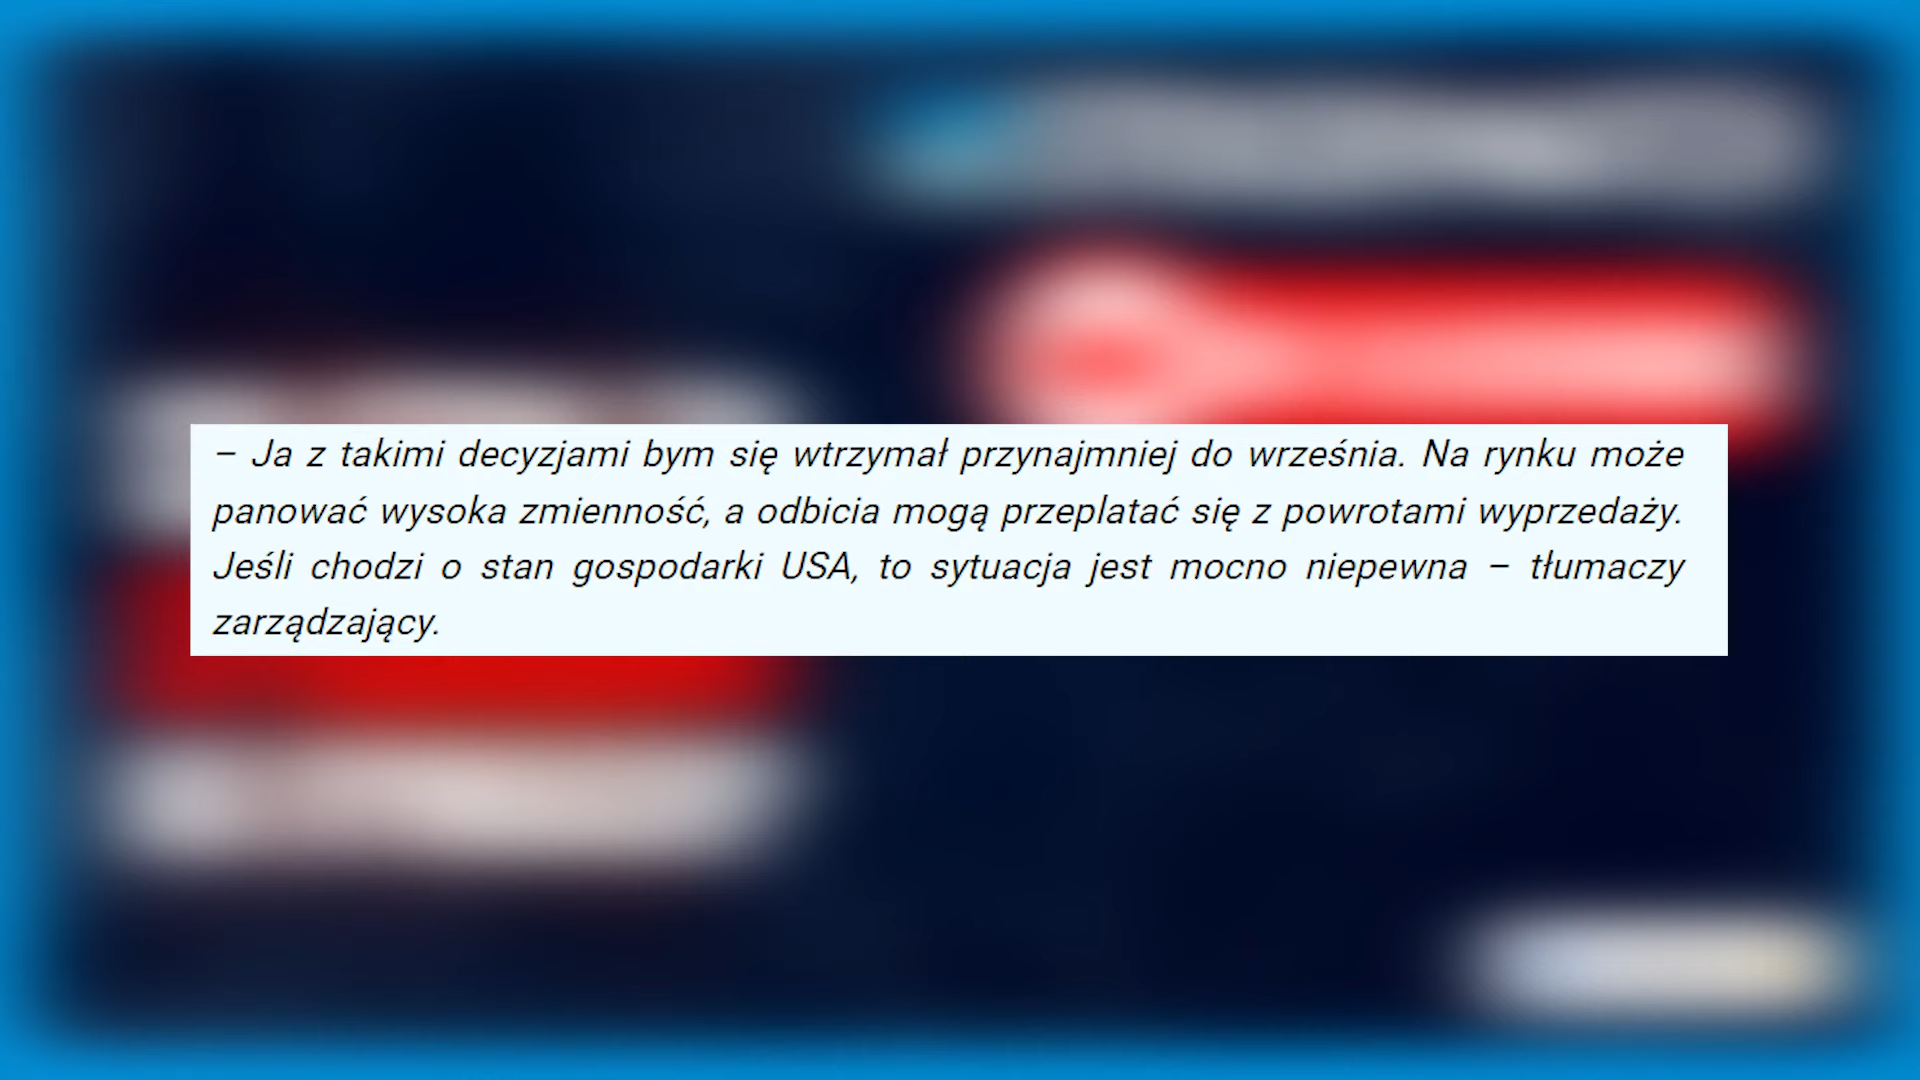 – Ja z takimi decyzjami bym się wtrzymał przynajmniej do września. Na rynku może
panować wysoka zmienność, a odbicia mogą przeplatać się z powrotami wyprzedaży.
Jeśli chodzi o stan gospodarki USA, to sytuacja jest mocno niepewna – tłumaczy
zarządzający.